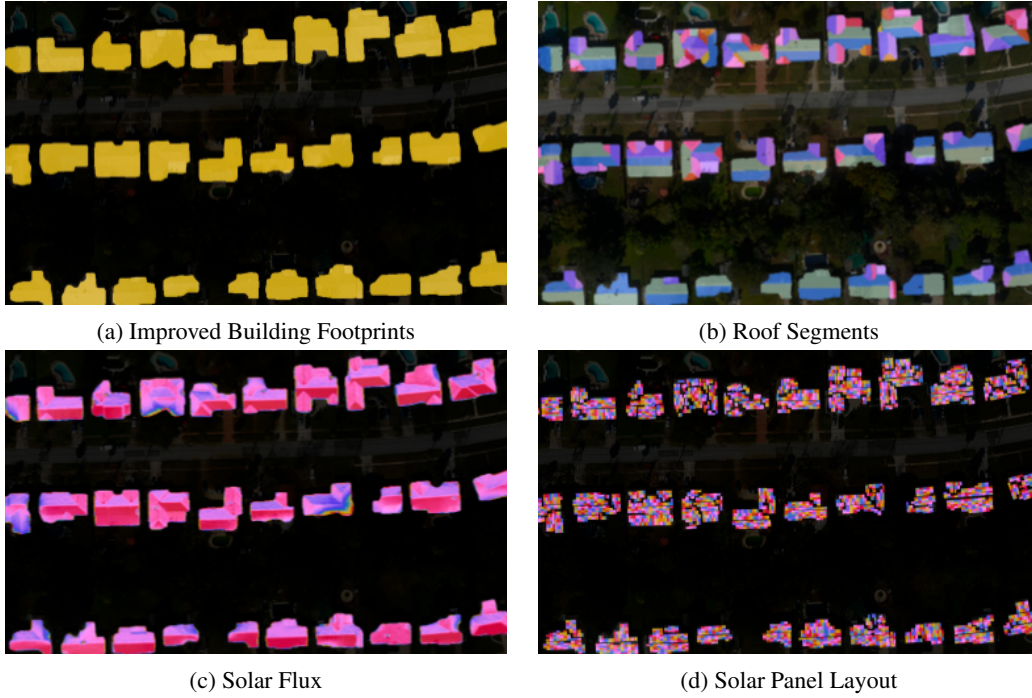 (a) Improved Building Footprints
(b) Roof Segments
(c) Solar Flux
(d) Solar Panel Layout